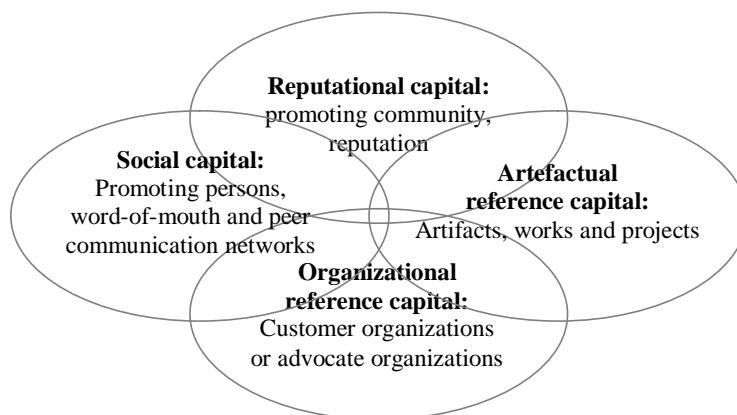 Reputational capital:
promoting community,
reputation
Social capital:
Promoting persons,
word-of-mouth and peer
communication networks
Artefactual
reference capital:
Artifacts, works and projects
Organizational
reference capital:
Customer organizations
or advocate organizations